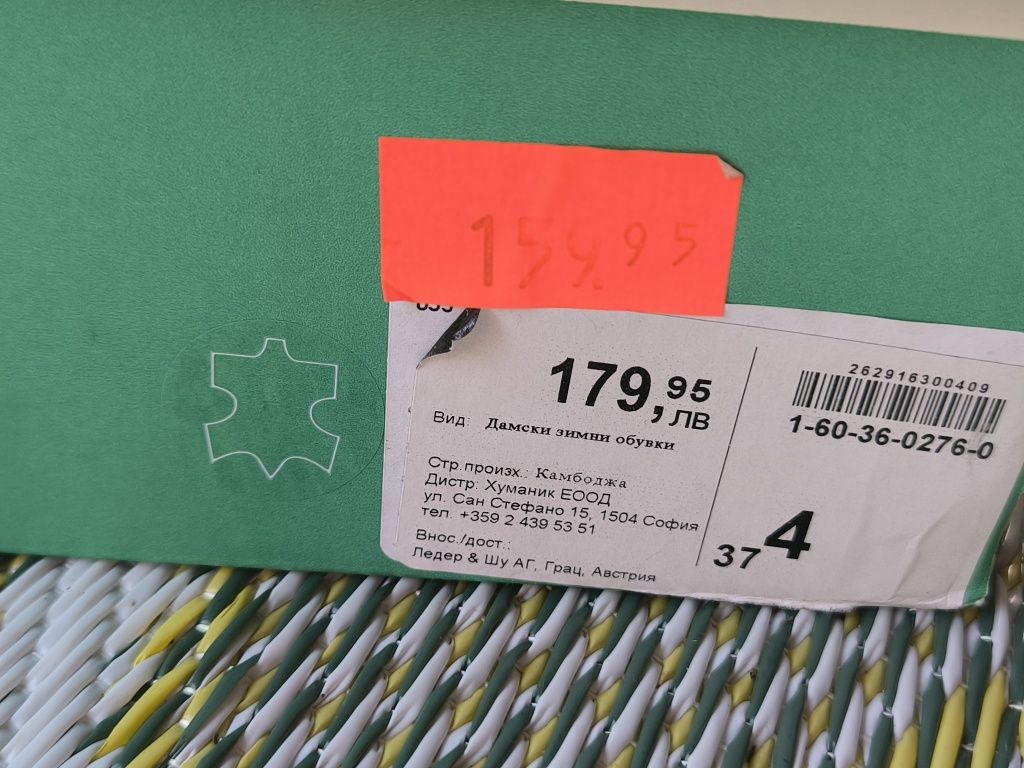 159.95
179,95
ЛВ
Вид: Дамски зимни обувки
Стр.произх.: Камбоджа
Дистр: Хуманик ЕООД
ул. Сан Стефано 15, 1504 София
тел. +359 2 439 53 51
Внос./дост.:
Ледер & Шу АГ, Грац, Австрия
262916300409
1-60-36-0276-0
37 4